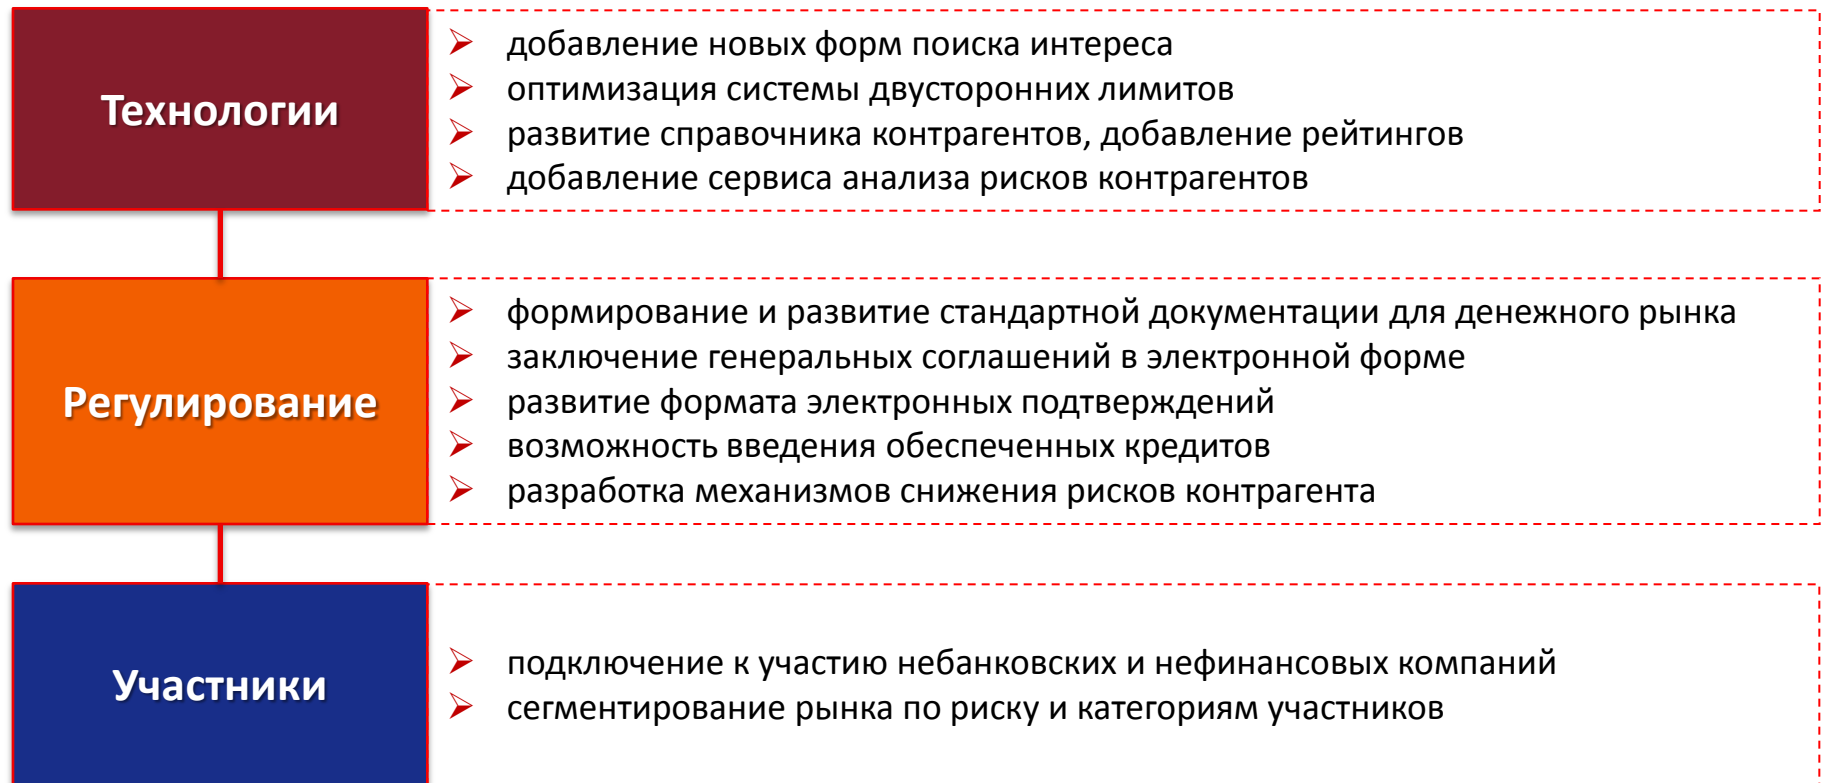 Технологии
добавление новых форм поиска интереса
оптимизация системы двусторонних лимитов
развитие справочника контрагентов, добавление рейтингов
добавление сервиса анализа рисков контрагентов
Регулирование
формирование и развитие стандартной документации для денежного рынка
заключение генеральных соглашений в электронной форме
развитие формата электронных подтверждений
возможность введения обеспеченных кредитов
разработка механизмов снижения рисков контрагента
Участники
подключение к участию небанковских и нефинансовых компаний
сегментирование рынка по риску и категориям участников